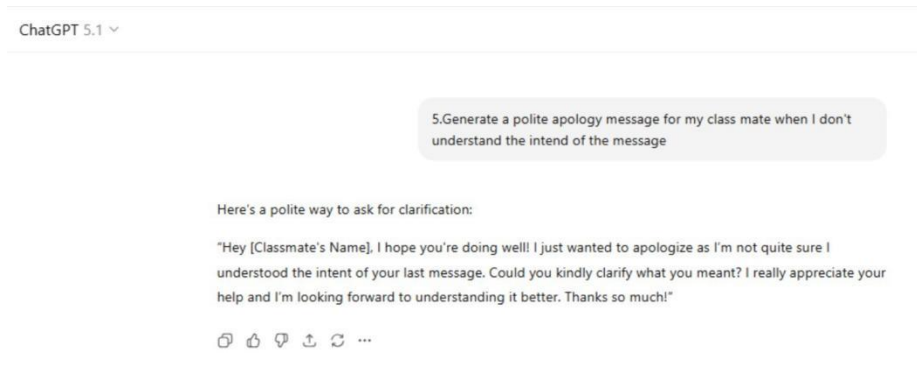 ChatGPT 5.1
5.Generate a polite apology message for my class mate when I don't
understand the intend of the message
Here's a polite way to ask for clarification:
"Hey [Classmate's Name], I hope you're doing well! I just wanted to apologize as I'm not quite sure I
understood the intent of your last message. Could you kindly clarify what you meant? I really appreciate your
help and I'm looking forward to understanding it better. Thanks so much!"